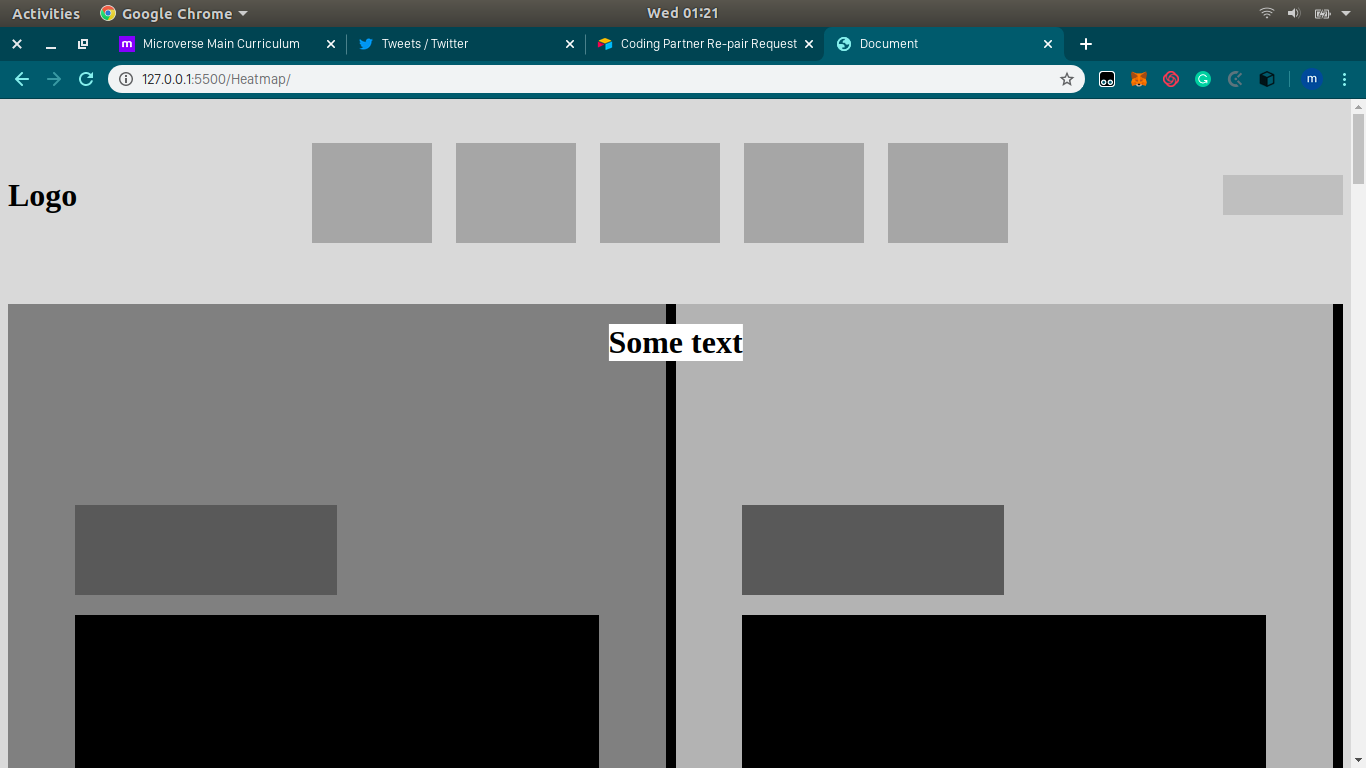 Activities Google Chrome Wed 01:21
Microverse Main Curriculum Tweets / Twitter Coding Partner Re-pair Request Document
127.0.0.1:5500/Heatmap/ m
Logo
Some text